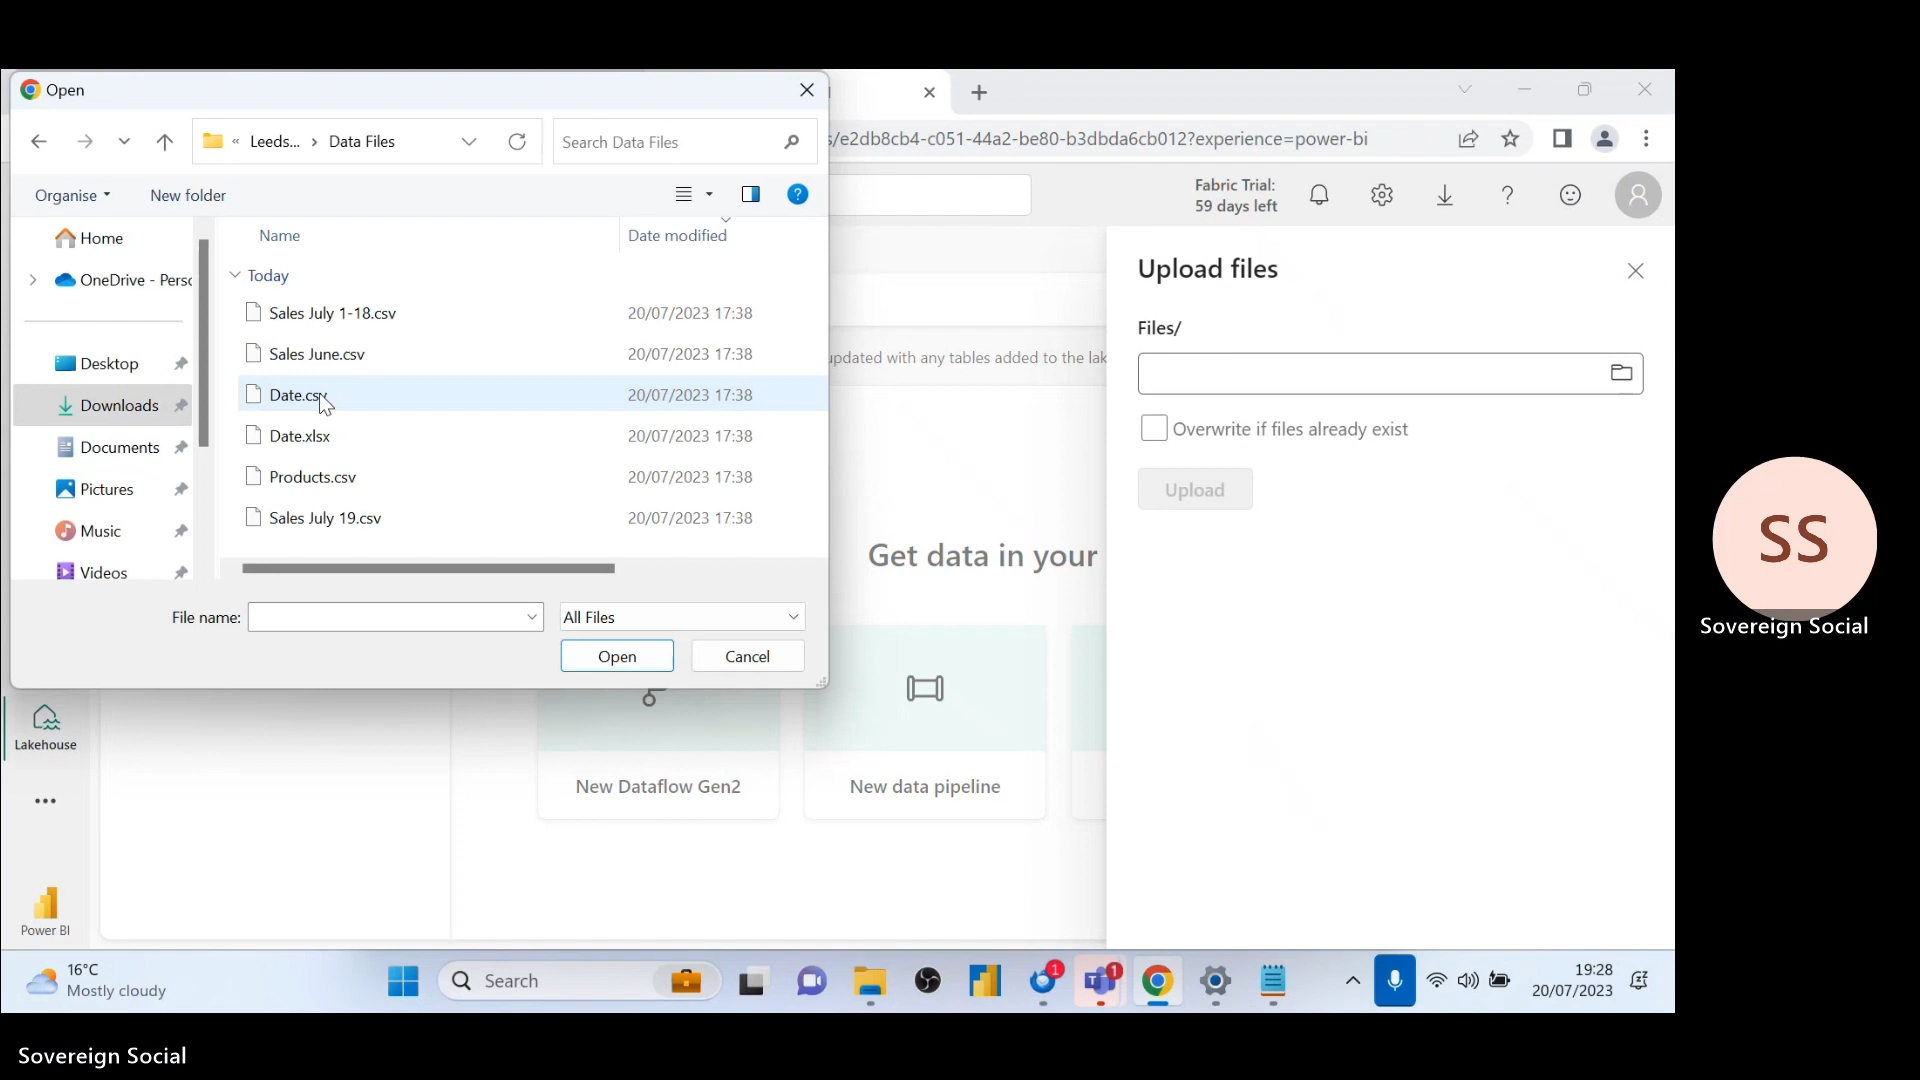 Open
/e2db8cb4-c051-44a2-be80-b3dbda6cb012?experience=power-bi
« Leeds... › Data Files
Search Data Files
Organise
New folder
Fabric Trial:
59 days left
Name
Date modified
Home
OneDrive - Perso
Desktop
Downloads
Documents
Pictures
Music
Videos
Today
Sales July 1-18.csv 20/07/2023 17:38
Sales June.csv 20/07/2023 17:38
Date.csv 20/07/2023 17:38
Date.xlsx 20/07/2023 17:38
Products.csv 20/07/2023 17:38
Sales July 19.csv 20/07/2023 17:38
File name:
All Files
Open
Cancel
updated with any tables added to the lak
Get data in your
New Dataflow Gen2
New data pipeline
Lakehouse
Power BI
Upload files
Files/
Overwrite if files already exist
Upload
SS
Sovereign Social
16°C
Mostly cloudy
Search
1
1
19:28
20/07/2023
Sovereign Social